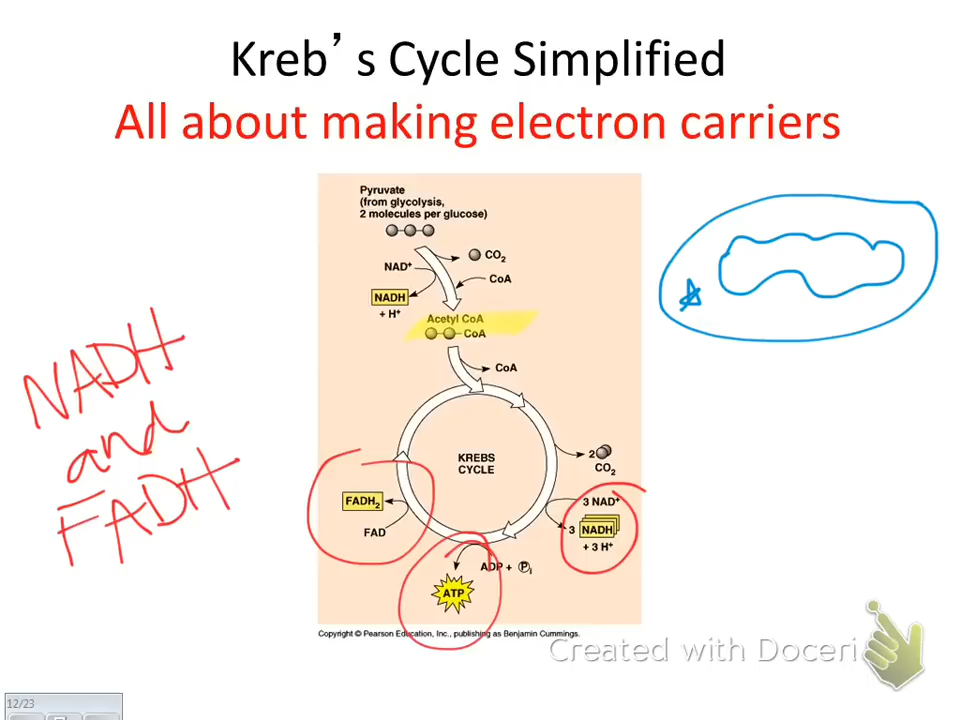 Kreb's Cycle Simplified
All about making electron carriers
Pyruvate
(from glycolysis,
2 molecules per glucose)
CO2
NAD+
CoA
NADH
+ H+
Acetyl CoA
CoA
CoA
NADH
and
FADH
KREBS
CYCLE
2
CO2
FADH2
FAD
3 NAD+
3 NADH
+ 3 H+
ADP + Pi
ATP
Copyright © Pearson Education, Inc., publishing as Benjamin Cummings.
Created with Doceri
12/23